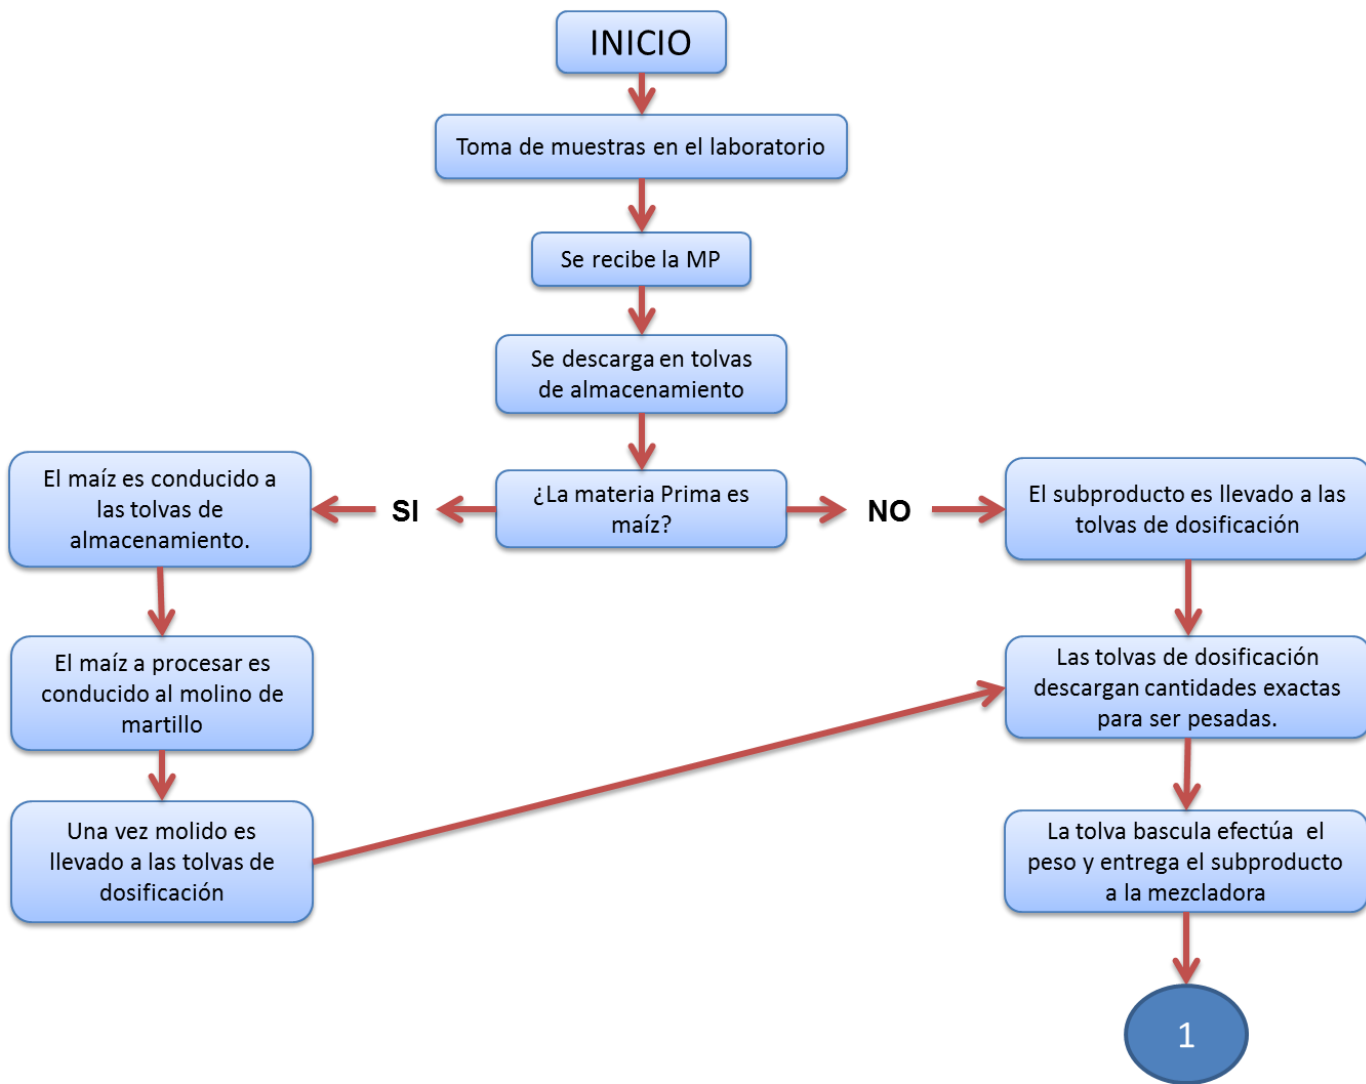 INICIO
Toma de muestras en el laboratorio
Se recibe la MP
Se descarga en tolvas
de almacenamiento
¿La materia Prima es
maíz?
SI
NO
El maíz es conducido a
las tolvas de
almacenamiento.
El maíz a procesar es
conducido al molino de
martillo
Una vez molido es
llevado a las tolvas de
dosificación
El subproducto es llevado a las
tolvas de dosificación
Las tolvas de dosificación
descargan cantidades exactas
para ser pesadas.
La tolva bascula efectúa el
peso y entrega el subproducto
a la mezcladora
1